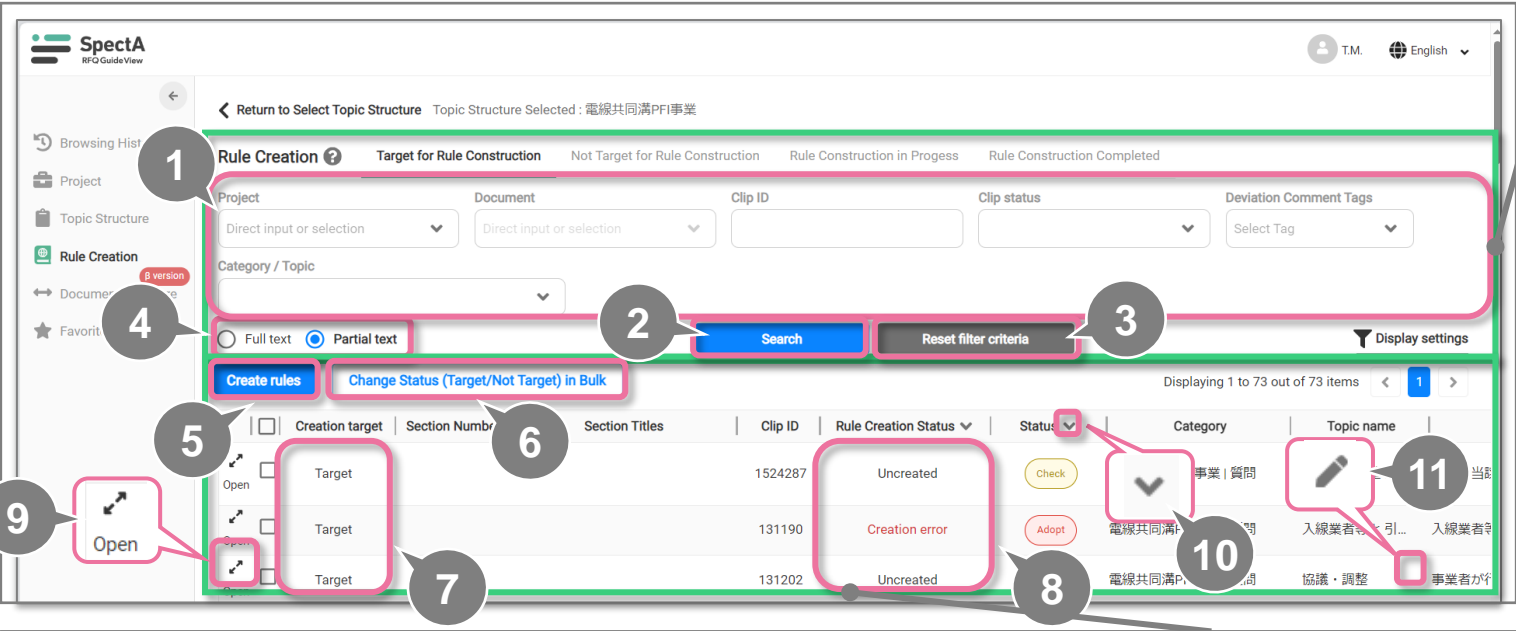 SpectA
RFQ GuideView
T.M. English
Return to Select Topic Structure Topic Structure Selected : 電線共同溝PFI事業
Browsing Hist
Project
Topic Structure
Rule Creation
β version
Documen
Favorit
1
Rule Creation ? Target for Rule Construction Not Target for Rule Construction Rule Construction in Progess Rule Construction Completed
Project Document Clip ID Clip status Deviation Comment Tags
Direct input or selection Direct input or selection Select Tag
Category / Topic
4 2 3
Full text Partial text Search Reset filter criteria Display settings
Create rules Change Status (Target/Not Target) in Bulk Displaying 1 to 73 out of 73 items 1
5 6
Creation target Section Numbe Section Titles Clip ID Rule Creation Status Status Category Topic name
Open Target 1524287 Uncreated Check 事業 | 質問 11
9 Open
Target 131190 Creation error Adopt 電線共同溝P 入線業者等と 引... 入線業者等
10
Open Target 131202 Uncreated 電線共同溝P 協議・調整 事業者が行
7 8